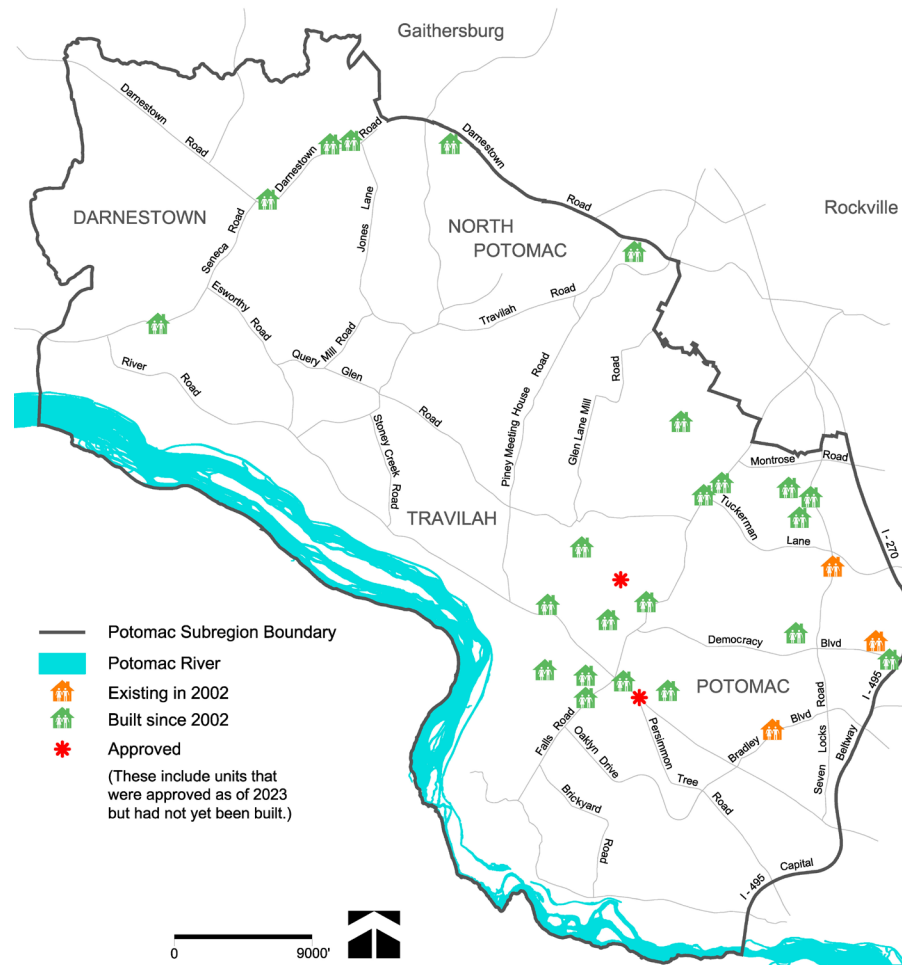 Gaithersburg
Darnestown
Road
Darnestown
Road
Darnestown
Road
Rockville
DARNESTOWN
NORTH
POTOMAC
Jones Lane
Seneca Road
Esworthy
Road
Travilah Road
Query Mill Road
Glen
Road
River
Road
Stoney Creek
Road
Piney Meeting House Road
Glen Lane Mill Road
Montrose Road
Tuckerman
Lane
I - 270
TRAVILAH
Democracy Blvd
I - 495
POTOMAC
Potomac Subregion Boundary
Potomac River
Existing in 2002
Built since 2002
Approved
(These include units that
were approved as of 2023
but had not yet been built.)
Falls Road
Oaklyn Drive
Persimmon
Tree
Road
Bradley Blvd
Seven Locks Road
Beltway
Brickyard
Road
Capital
I - 495
0 9000'